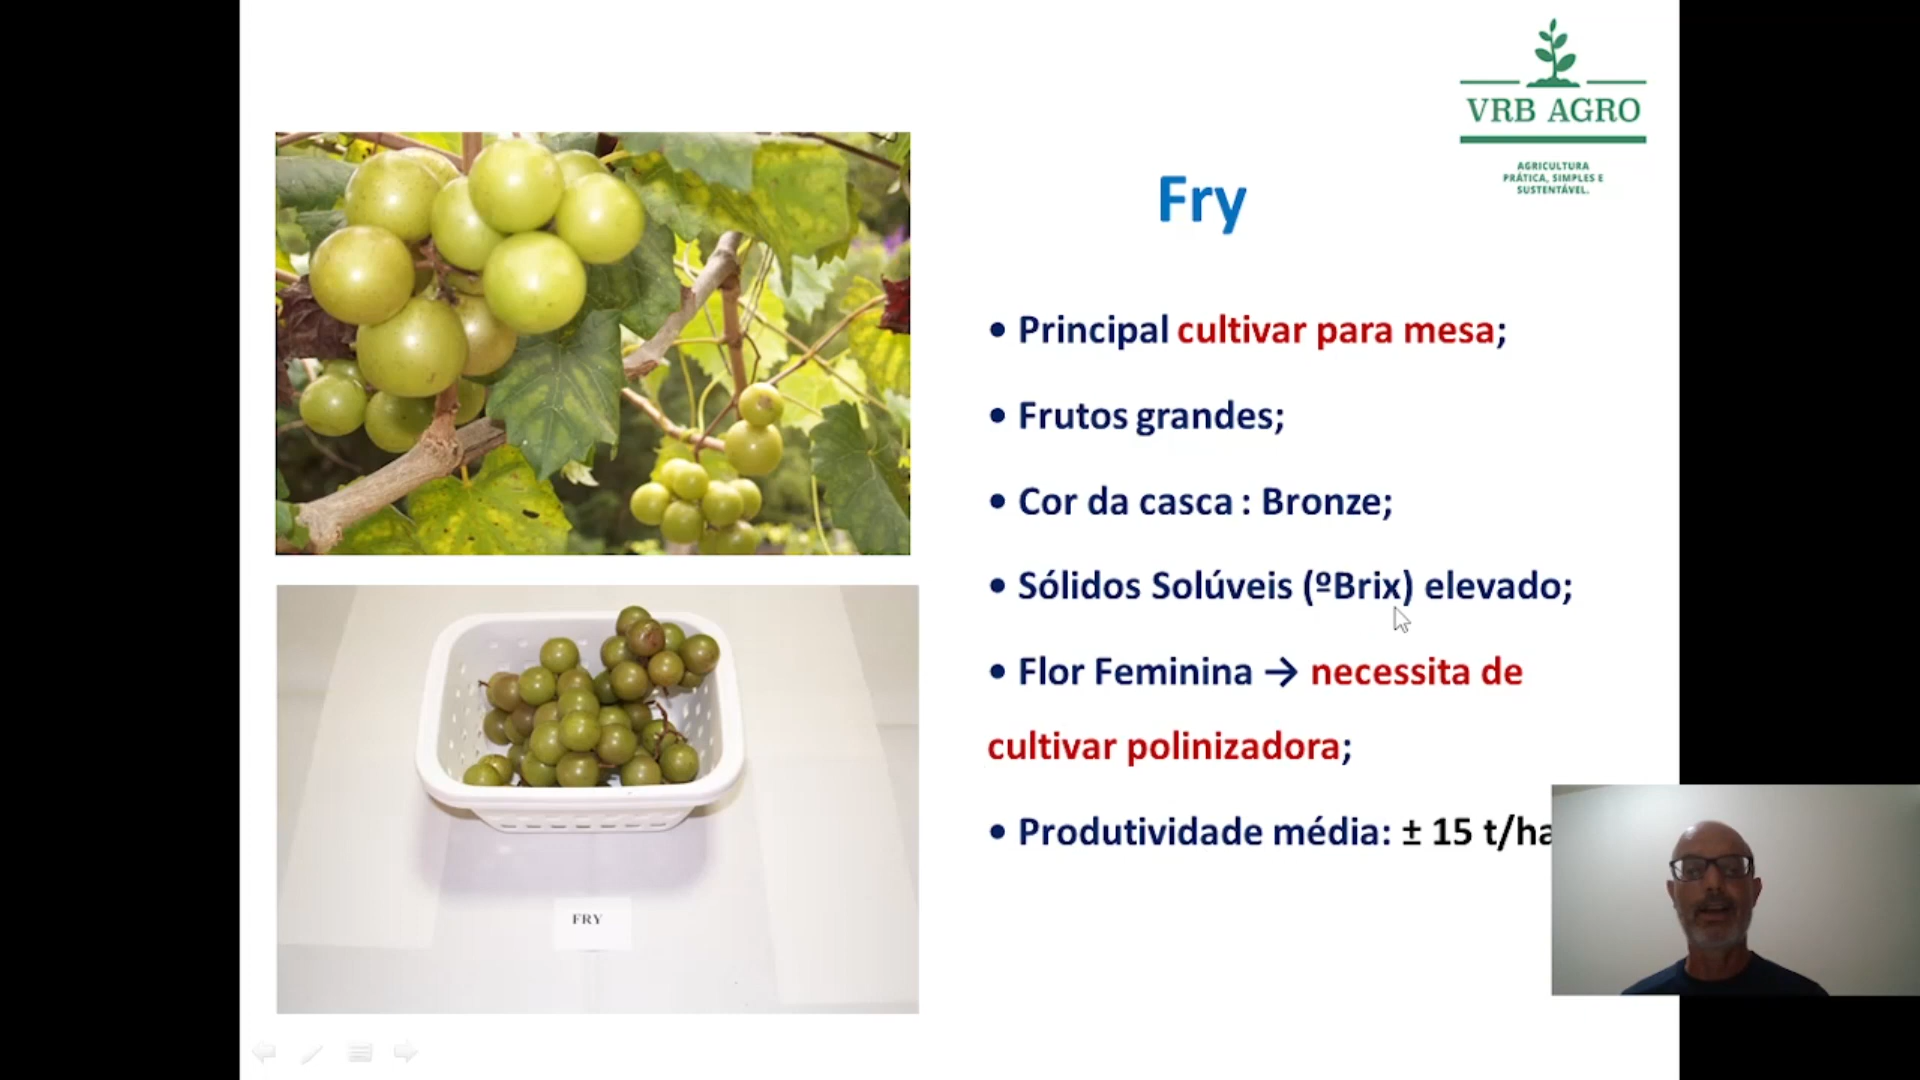 VRB AGRO
AGRICULTURA
PRÁTICA, SIMPLES E
SUSTENTÁVEL.
Fry
• Principal cultivar para mesa;
• Frutos grandes;
• Cor da casca : Bronze;
• Sólidos Solúveis (ºBrix) elevado;
• Flor Feminina → necessita de
cultivar polinizadora;
• Produtividade média: ± 15 t/ha
FRY